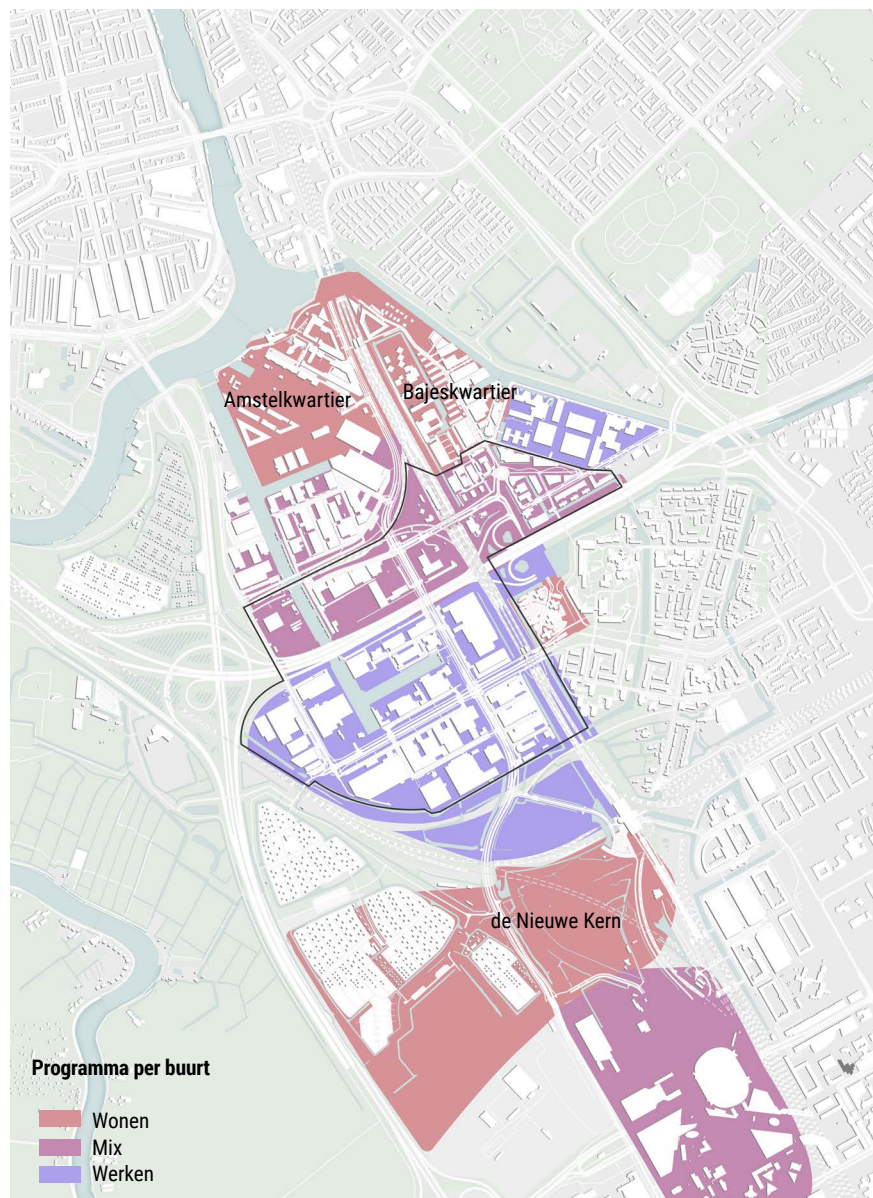 Bajeskwartier
Amstelkwartier
de Nieuwe Kern
Programma per buurt
Wonen
Mix
Werken